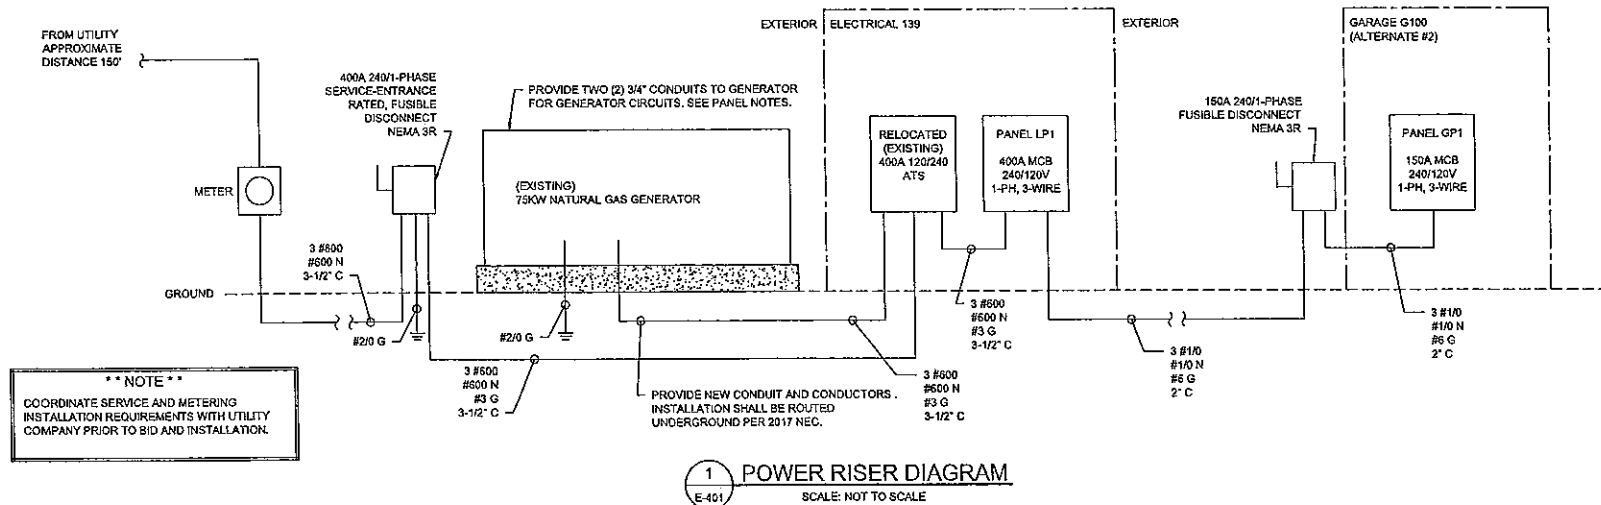 FROM UTILITY
APPROXIMATE
DISTANCE 150'
METER
400A 240/1-PHASE
SERVICE-ENTRANCE
RATED, FUSIBLE
DISCONNECT
NEMA 3R
PROVIDE TWO (2) 3/4" CONDUITS TO GENERATOR
FOR GENERATOR CIRCUITS. SEE PANEL NOTES.
(EXISTING)
75KW NATURAL GAS GENERATOR
EXTERIOR
ELECTRICAL 139
EXTERIOR
RELOCATED
(EXISTING)
400A 120/240
ATS
PANEL LP1
400A MCB
240/120V
1-PH, 3-WIRE
150A 240/1-PHASE
FUSIBLE DISCONNECT
NEMA 3R
GARAGE G100
(ALTERNATE #2)
PANEL GP1
150A MCB
240/120V
1-PH, 3-WIRE
3 #600
#600 N
3-1/2" C
GROUND
#2/0 G
#2/0 G
3 #600
#600 N
#3 G
3-1/2" C
3 #600
#600 N
#3 G
3-1/2" C
PROVIDE NEW CONDUIT AND CONDUCTORS .
INSTALLATION SHALL BE ROUTED
UNDERGROUND PER 2017 NEC.
3 #600
#600 N
#3 G
3-1/2" C
3 #1/0
#1/0 N
#6 G
2" C
3 #1/0
#1/0 N
#6 G
2" C
* * NOTE * *
COORDINATE SERVICE AND METERING
INSTALLATION REQUIREMENTS WITH UTILITY
COMPANY PRIOR TO BID AND INSTALLATION.
1
E-401
POWER RISER DIAGRAM
SCALE: NOT TO SCALE